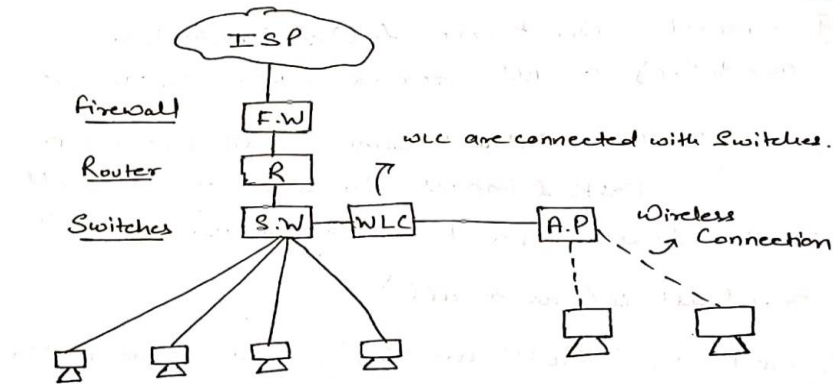 ISP
Firewall
F.W
WLC are connected with Switches.
Router
R
Switches
S.W
WLC
A.P
Wireless
Connection